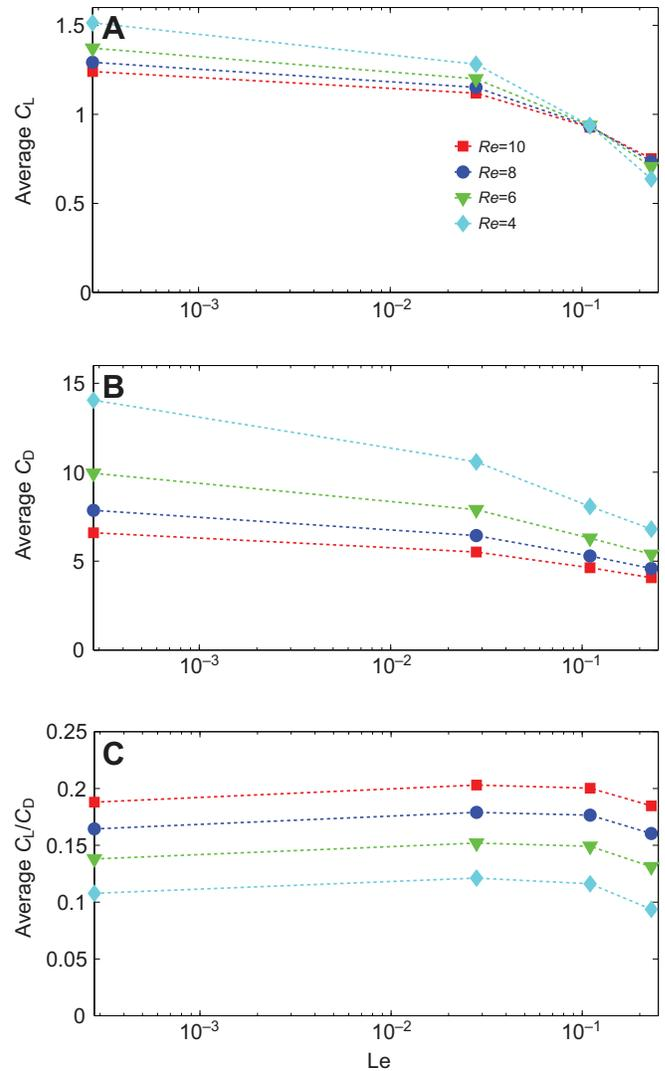 A
1.5
1
0.5
0
Average C_L
Re=10
Re=8
Re=6
Re=4
10⁻³ 10⁻² 10⁻¹
B
15
10
5
0
Average C_D
10⁻³ 10⁻² 10⁻¹
C
0.25
0.2
0.15
0.1
0.05
0
Average C_L/C_D
10⁻³ 10⁻² 10⁻¹
Le